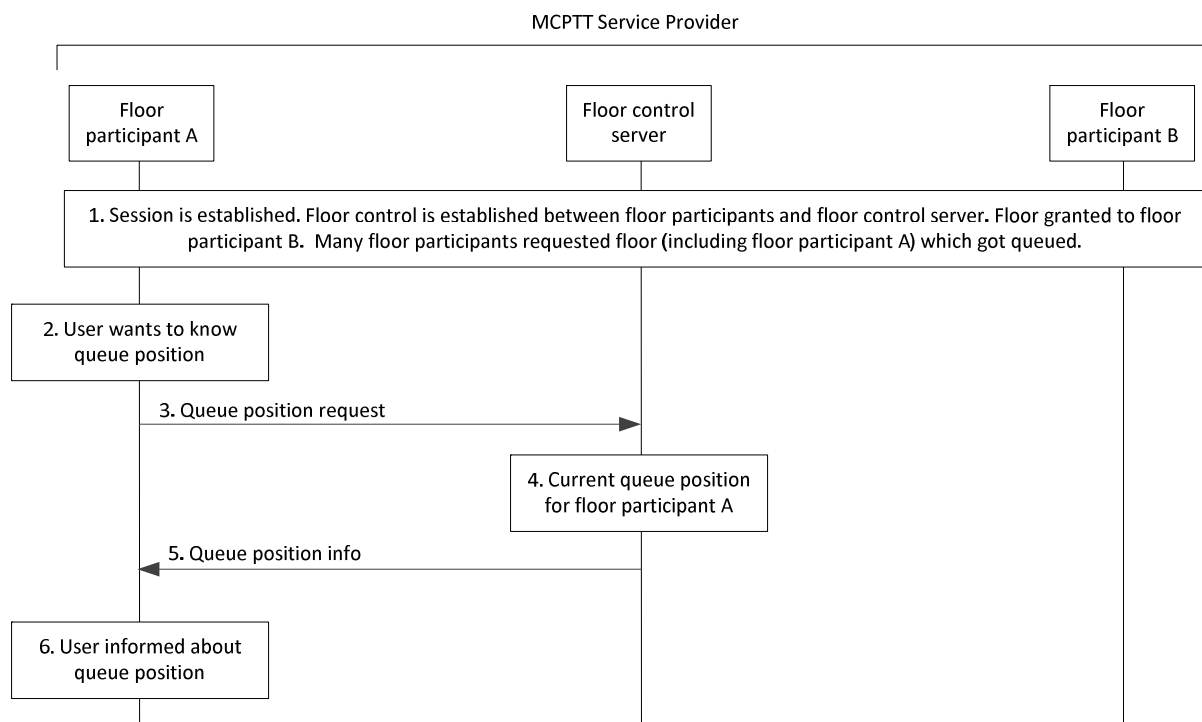 MCPTT Service Provider
Floor
participant A
Floor control
server
Floor
participant B
1. Session is established. Floor control is established between floor participants and floor control server. Floor granted to floor
participant B.  Many floor participants requested floor (including floor participant A) which got queued.
2. User wants to know
queue position
3. Queue position request
4. Current queue position
for floor participant A
5. Queue position info
6. User informed about
queue position